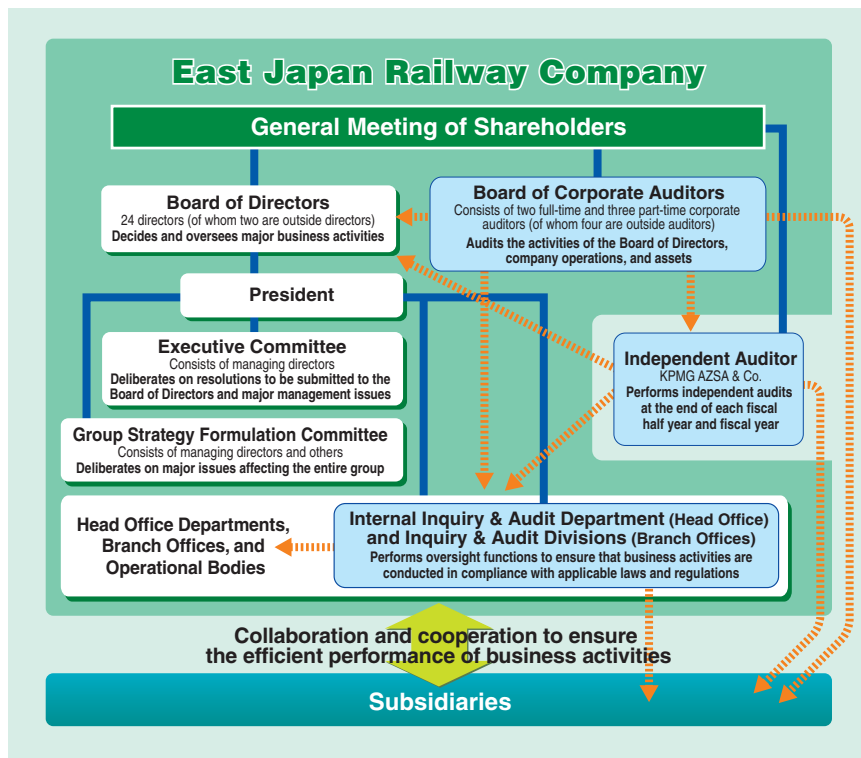 East Japan Railway Company
General Meeting of Shareholders
Board of Directors
24 directors (of whom two are outside directors)
Decides and oversees major business activities
Board of Corporate Auditors
Consists of two full-time and three part-time corporate
auditors (of whom four are outside auditors)
Audits the activities of the Board of Directors,
company operations, and assets
President
Executive Committee
Consists of managing directors
Deliberates on resolutions to be submitted to the
Board of Directors and major management issues
Independent Auditor
KPMG AZSA & Co.
Performs independent audits
at the end of each fiscal
half year and fiscal year
Group Strategy Formulation Committee
Consists of managing directors and others
Deliberates on major issues affecting the entire group
Head Office Departments,
Branch Offices, and
Operational Bodies
Internal Inquiry & Audit Department (Head Office)
and Inquiry & Audit Divisions (Branch Offices)
Performs oversight functions to ensure that business activities are
conducted in compliance with applicable laws and regulations
Collaboration and cooperation to ensure
the efficient performance of business activities
Subsidiaries